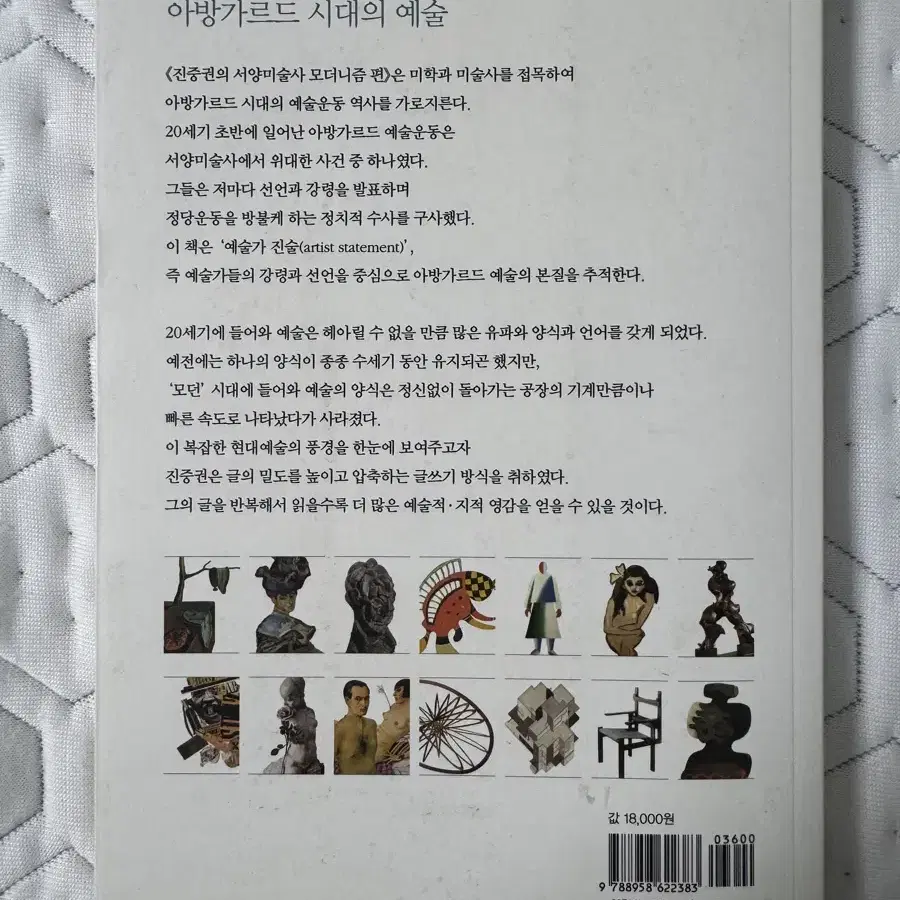 아방가르드 시대의 예술
《진중권의 서양미술사 모더니즘 편》은 미학과 미술사를 접목하여
아방가르드 시대의 예술운동 역사를 가로지른다.
20세기 초반에 일어난 아방가르드 예술운동은
서양미술사에서 위대한 사건 중 하나였다.
그들은 저마다 선언과 강령을 발표하며
정당운동을 방불케 하는 정치적 수사를 구사했다.
이 책은 ‘예술가 진술(artist statement)’,
즉 예술가들의 강령과 선언을 중심으로 아방가르드 예술의 본질을 추적한다.
20세기에 들어와 예술은 헤아릴 수 없을 만큼 많은 유파와 양식과 언어를 갖게 되었다.
예전에는 하나의 양식이 종종 수세기 동안 유지되곤 했지만,
‘모던’ 시대에 들어와 예술의 양식은 정신없이 돌아가는 공장의 기계만큼이나
빠른 속도로 나타났다가 사라졌다.
이 복잡한 현대예술의 풍경을 한눈에 보여주고자
진중권은 글의 밀도를 높이고 압축하는 글쓰기 방식을 취하였다.
그의 글을 반복해서 읽을수록 더 많은 예술적·지적 영감을 얻을 수 있을 것이다.
값 18,000원
03600
9 788958 622383